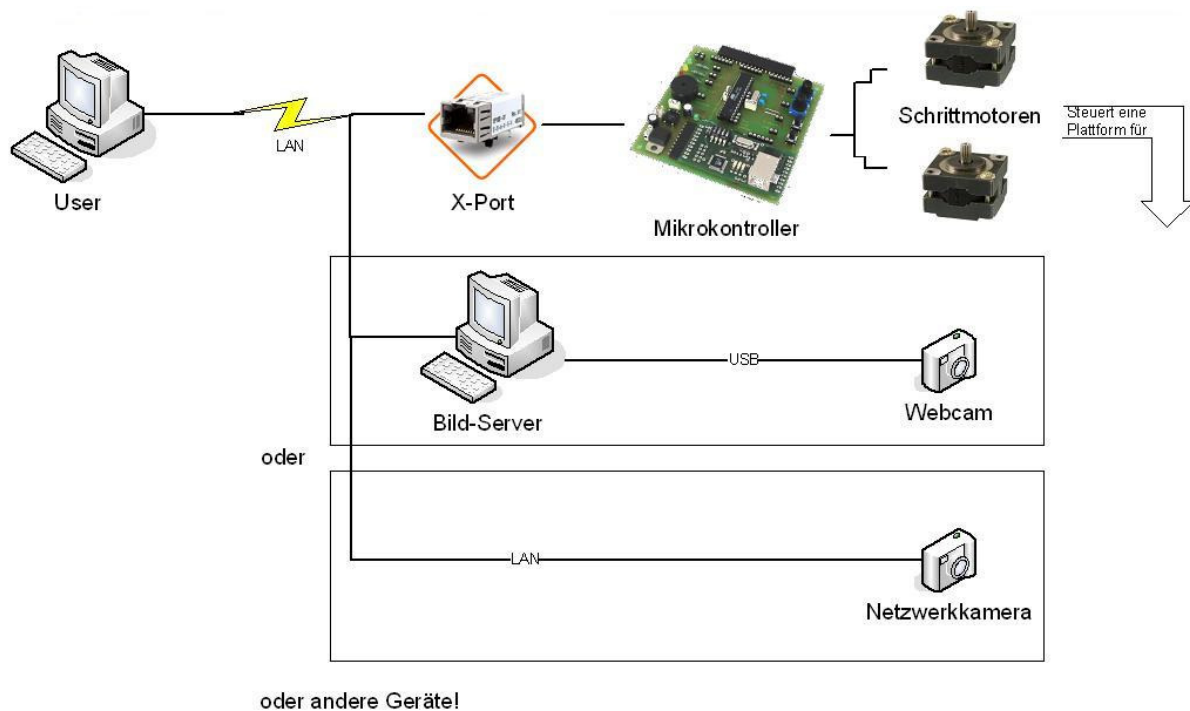 User
LAN
X-Port
Mikrokontroller
Schrittmotoren
Steuert eine
Plattform für
Bild-Server
USB
Webcam
oder
LAN
Netzwerkkamera
oder andere Geräte!